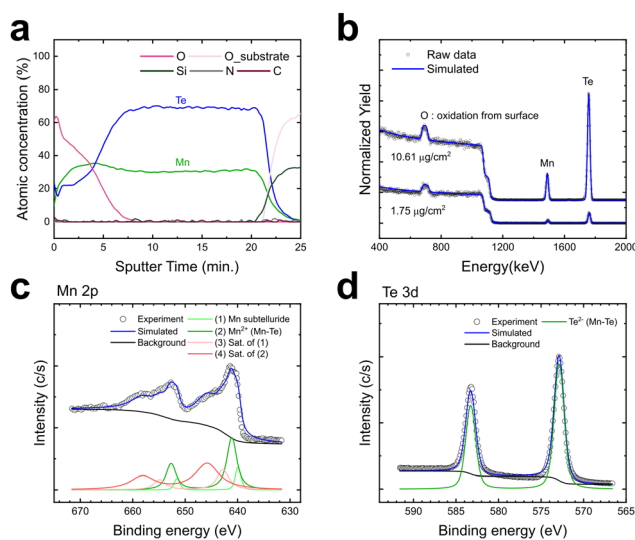 a
O O_substrate
Si N C
Te
Mn
Atomic concentration (%)
100
80
60
40
20
0
0 5 10 15 20 25
Sputter Time (min.)
b
Raw data
Simulated
Te
O : oxidation from surface
10.61 μg/cm²
Mn
1.75 μg/cm²
Normalized Yield
400 800 1200 1600 2000
Energy(keV)
c Mn 2p
Experiment
Simulated
Background
(1) Mn subtelluride
(2) Mn²⁺ (Mn-Te)
(3) Sat. of (1)
(4) Sat. of (2)
Intensity (c/s)
670 660 650 640 630
Binding energy (eV)
d Te 3d
Experiment
Simulated
Background
Te²⁻ (Mn-Te)
Intensity (c/s)
590 585 580 575 570 565
Binding energy (eV)